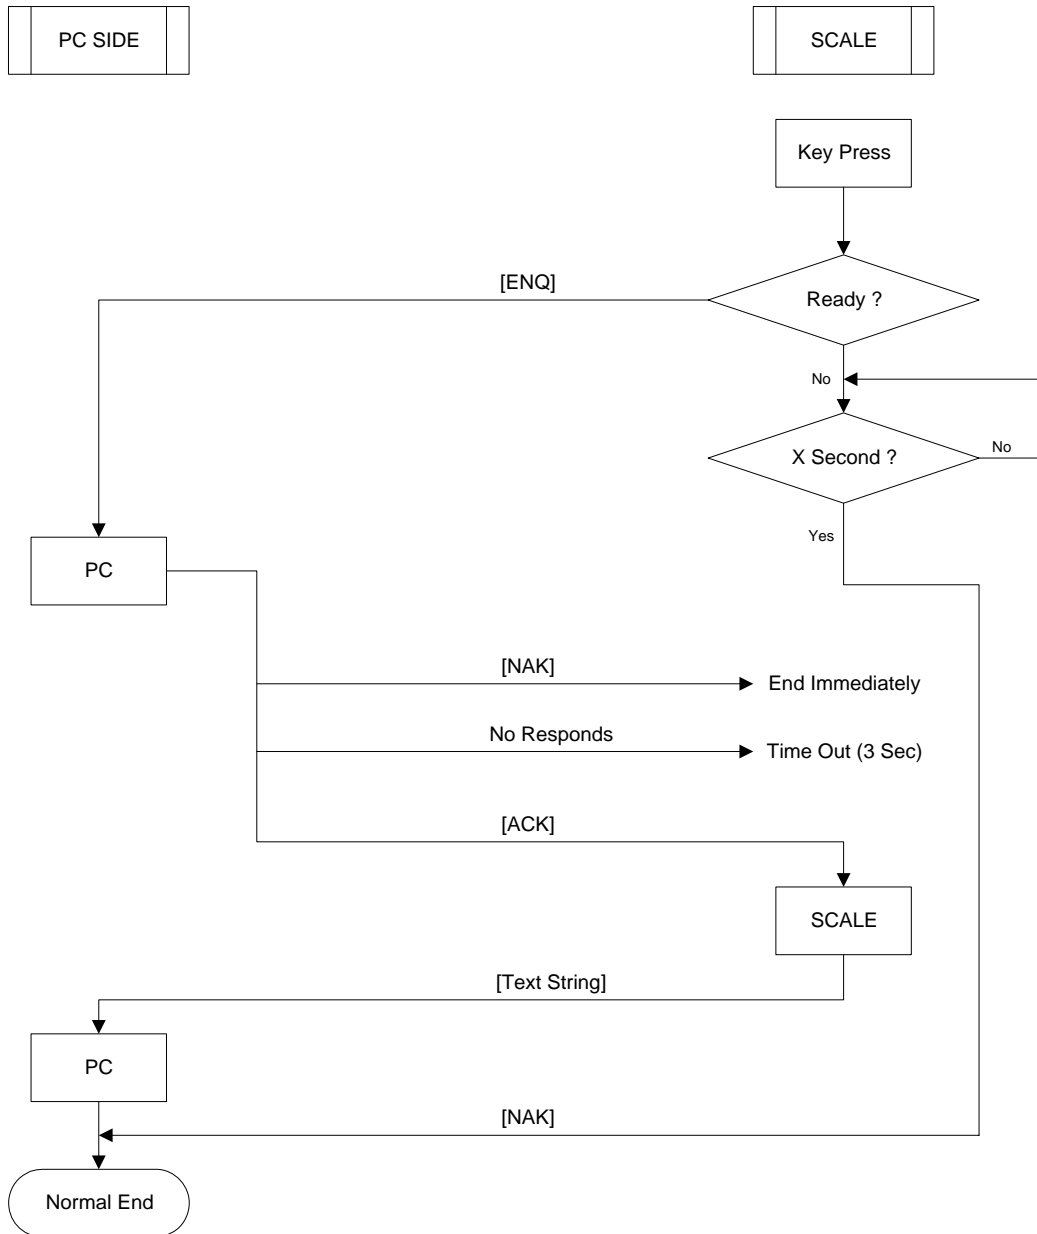 PC SIDE
SCALE
Key Press
[ENQ]
Ready ?
No
X Second ?
No
Yes
PC
[NAK]
End Immediately
No Responds
Time Out (3 Sec)
[ACK]
SCALE
[Text String]
PC
[NAK]
Normal End